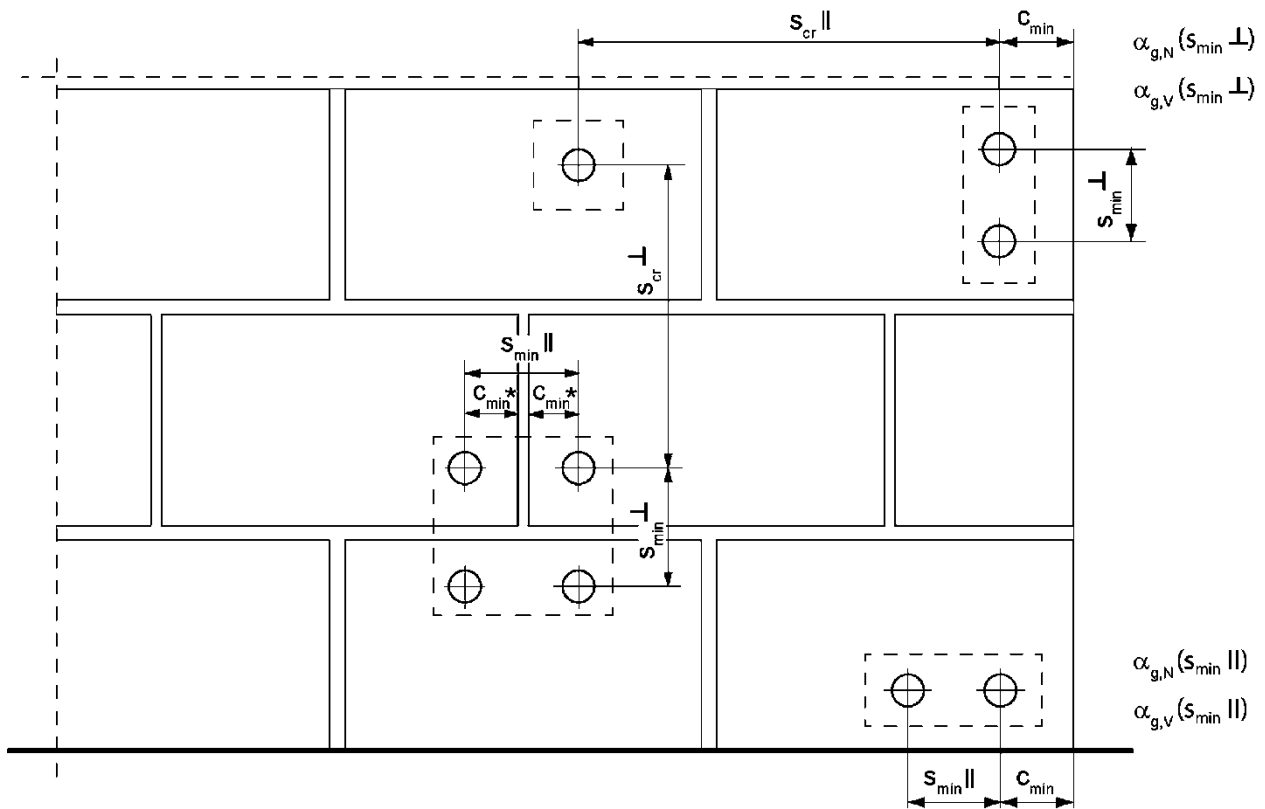 s_cr || c_min
α_g,N (s_min ⊥)
α_g,V (s_min ⊥)
s_min ⊥
s_cr ⊥
s_min ||
c_min* c_min*
s_min ⊥
α_g,N (s_min ||)
α_g,V (s_min ||)
s_min || c_min